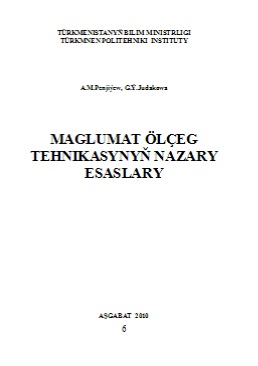 TÜRKMENISTANYŇ BILIM MINISTRLIGI
TÜRKMEN POLITEHNIKI INSTITUTY
A.M.Penjiýew, G.Ý.Judakowa
MAGLUMAT ÖLÇEG
TEHNIKASYNYŇ NAZARY
ESASLARY
AŞGABAT 2010
6